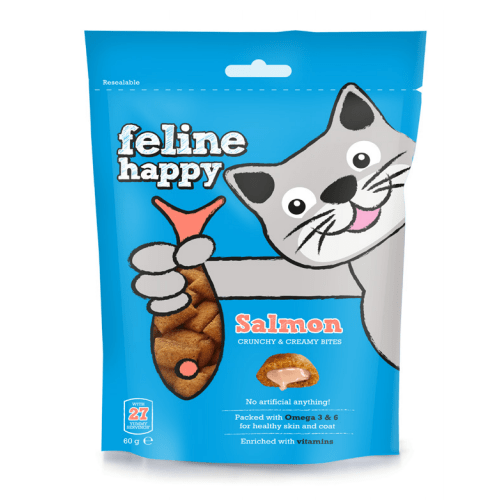 Resealable
feline
happy
Salmon
CRUNCHY & CREAMY BITES
No artificial anything!
Packed with Omega 3 & 6
for healthy skin and coat
Enriched with vitamins
WITH
27
YUMMY
60 g ℮